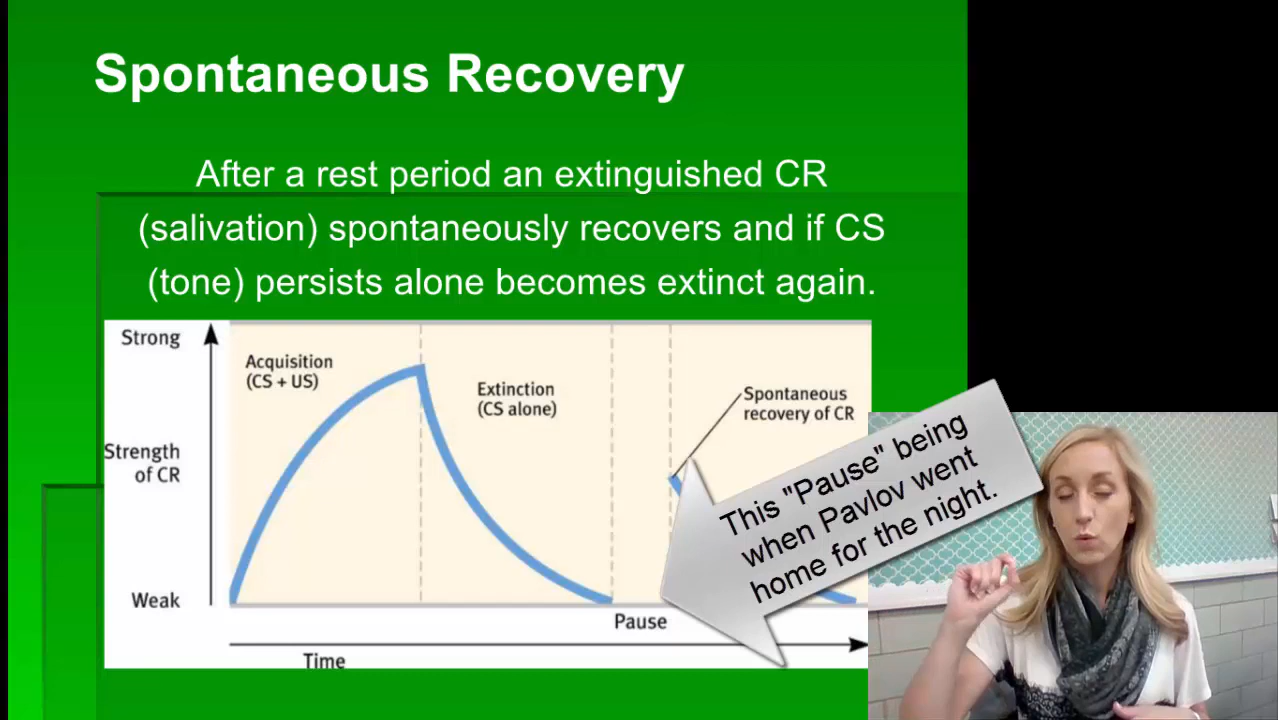 Spontaneous Recovery
After a rest period an extinguished CR
(salivation) spontaneously recovers and if CS
(tone) persists alone becomes extinct again.
Strong
Acquisition
(CS + US)
Extinction
(CS alone)
Spontaneous
recovery of CR
Strength
of CR
This "Pause" being
when Pavlov went
home for the night.
Weak
Pause
Time